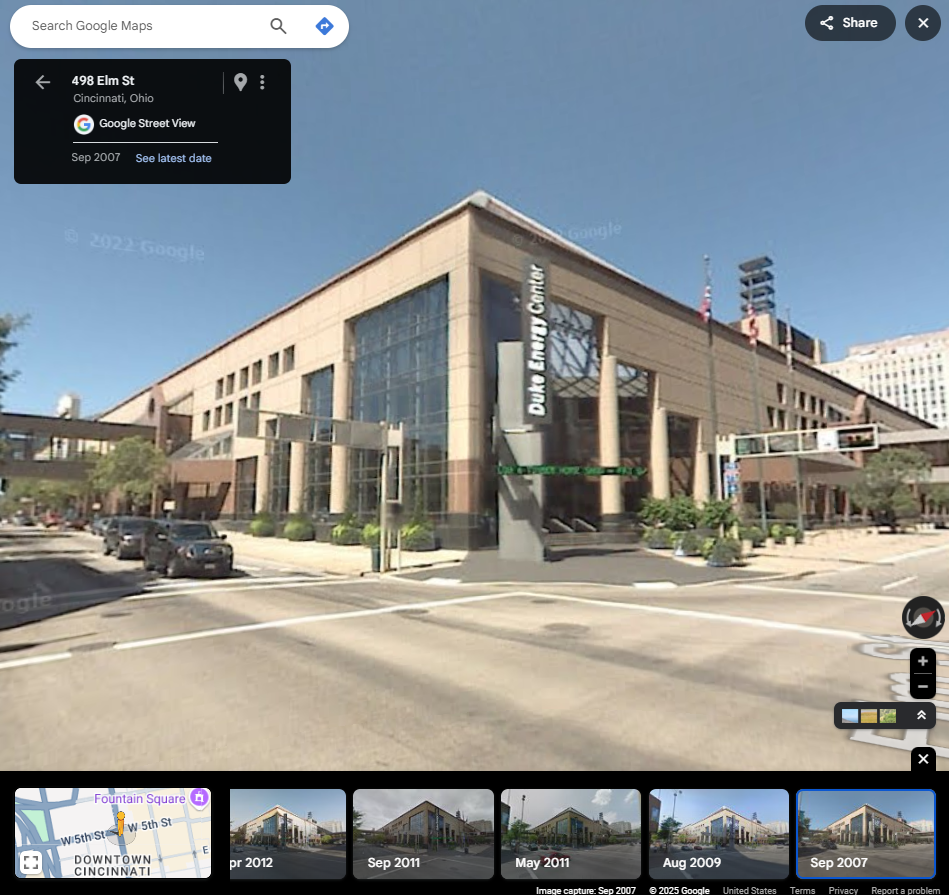 Search Google Maps
Share
498 Elm St
Cincinnati, Ohio
Google Street View
Sep 2007 See latest date
© 2022 Google
Google
Duke Energy Center
ogle
Fountain Square
W 5th St
W 5th St
E
DOWNTOWN
CINCINNATI
pr 2012
Sep 2011
May 2011
Aug 2009
Sep 2007
Image capture: Sep 2007 © 2025 Google United States Terms Privacy Report a problem